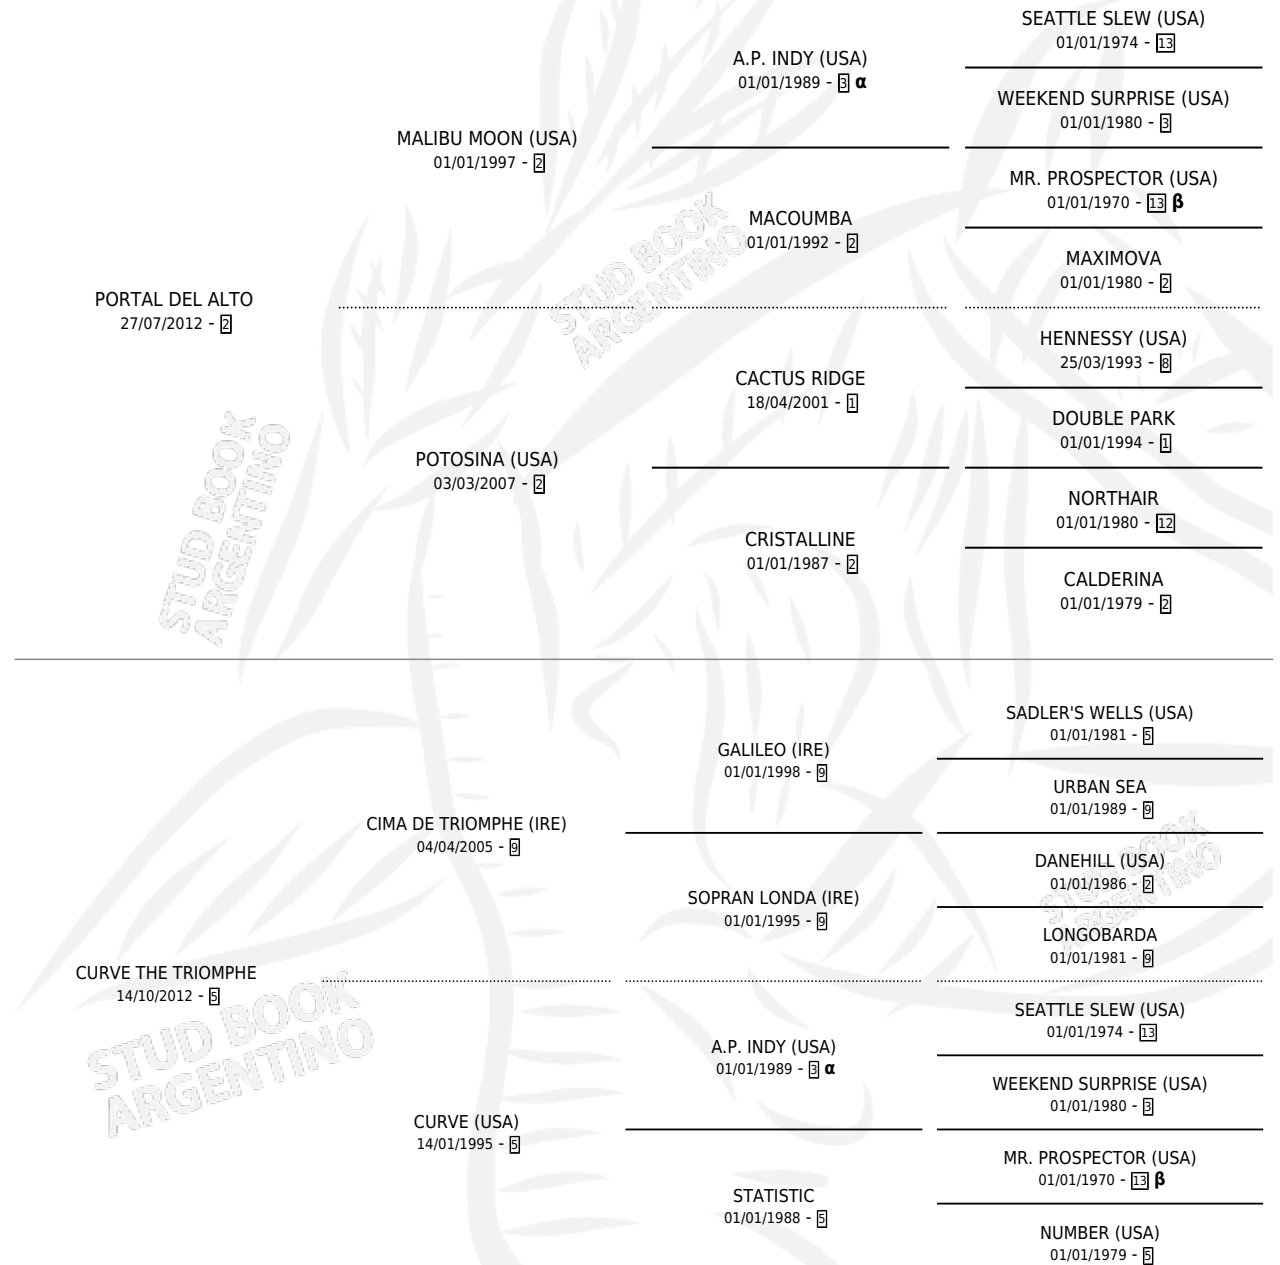 SEATTLE SLEW (USA)
01/01/1974 - 13
A.P. INDY (USA)
01/01/1989 - 3 α
WEEKEND SURPRISE (USA)
01/01/1980 - 3
MALIBU MOON (USA)
01/01/1997 - 2
MR. PROSPECTOR (USA)
01/01/1970 - 13 β
MACOUMBA
01/01/1992 - 2
MAXIMOVA
01/01/1980 - 2
PORTAL DEL ALTO
27/07/2012 - 2
HENNESSY (USA)
25/03/1993 - 8
CACTUS RIDGE
18/04/2001 - 1
DOUBLE PARK
01/01/1994 - 1
POTOSINA (USA)
03/03/2007 - 2
NORTHAIR
01/01/1980 - 12
CRISTALLINE
01/01/1987 - 2
CALDERINA
01/01/1979 - 2
STUD BOOK
ARGENTINO
STUD BOOK
ARGENTINO
SADLER'S WELLS (USA)
01/01/1981 - 5
GALILEO (IRE)
01/01/1998 - 9
URBAN SEA
01/01/1989 - 9
CIMA DE TRIOMPHE (IRE)
04/04/2005 - 9
DANEHILL (USA)
01/01/1986 - 2
SOPRAN LONDA (IRE)
01/01/1995 - 9
LONGOBARDA
01/01/1981 - 9
CURVE THE TRIOMPHE
14/10/2012 - 5
SEATTLE SLEW (USA)
01/01/1974 - 13
A.P. INDY (USA)
01/01/1989 - 3 α
WEEKEND SURPRISE (USA)
01/01/1980 - 3
CURVE (USA)
14/01/1995 - 5
MR. PROSPECTOR (USA)
01/01/1970 - 13 β
STATISTIC
01/01/1988 - 5
NUMBER (USA)
01/01/1979 - 5
STUD BOOK
ARGENTINO
STUD BOOK
ARGENTINO